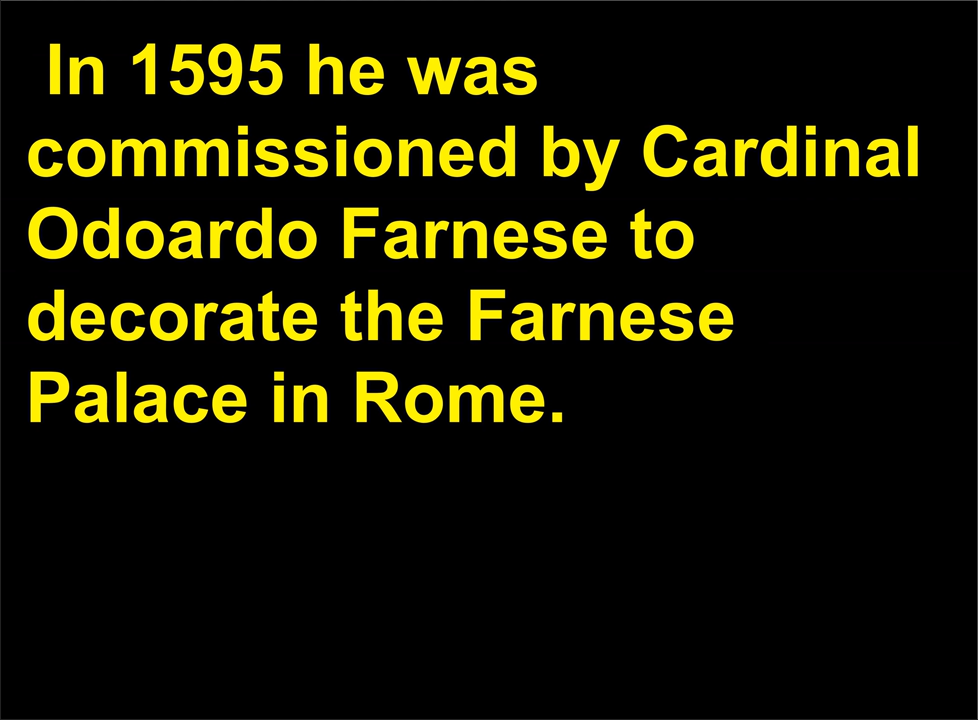 In 1595 he was
commissioned by Cardinal
Odoardo Farnese to
decorate the Farnese
Palace in Rome.